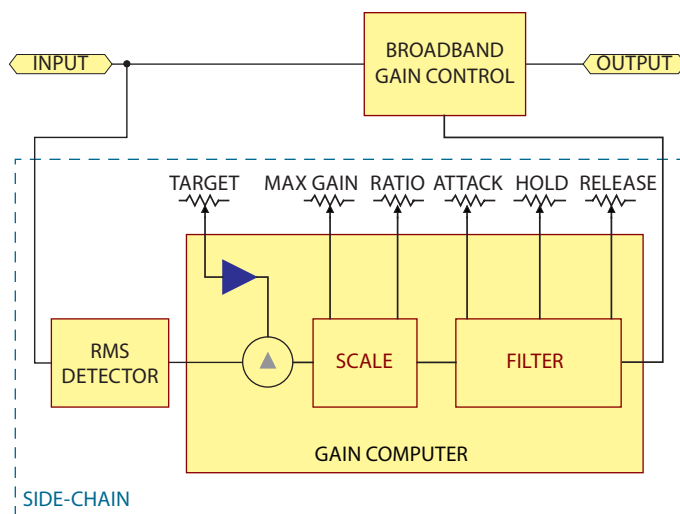 INPUT
BROADBAND
GAIN CONTROL
OUTPUT
TARGET
MAX GAIN
RATIO
ATTACK
HOLD
RELEASE
RMS
DETECTOR
SCALE
FILTER
GAIN COMPUTER
SIDE-CHAIN